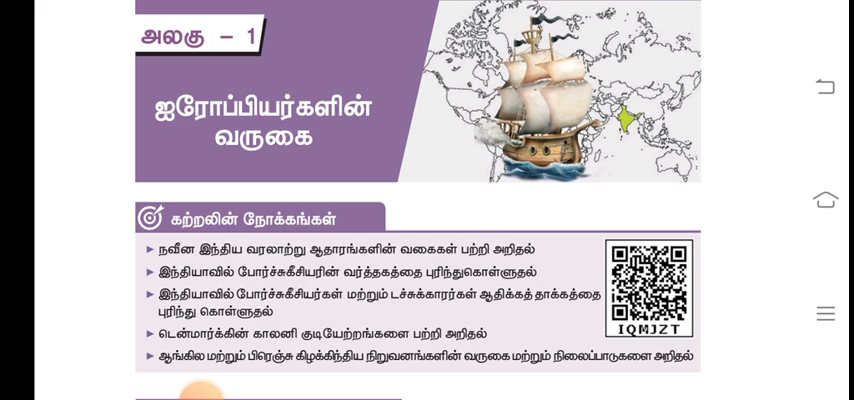 அலகு – 1
ஐரோப்பியர்களின்
வருகை
கற்றலின் நோக்கங்கள்
நவீன இந்திய வரலாற்று ஆதாரங்களின் வகைகள் பற்றி அறிதல்
இந்தியாவில் போர்ச்சுகீசியரின் வர்த்தகத்தை புரிந்துகொள்ளுதல்
இந்தியாவில் போர்ச்சுகீசியர்கள் மற்றும் டச்சுக்காரர்கள் ஆதிக்கத் தாக்கத்தை
புரிந்து கொள்ளுதல்
டென்மார்க்கின் காலனி குடியேற்றங்களை பற்றி அறிதல்
ஆங்கில மற்றும் பிரெஞ்சு கிழக்கிந்திய நிறுவனங்களின் வருகை மற்றும் நிலைப்பாடுகளை அறிதல்
IQMJZT